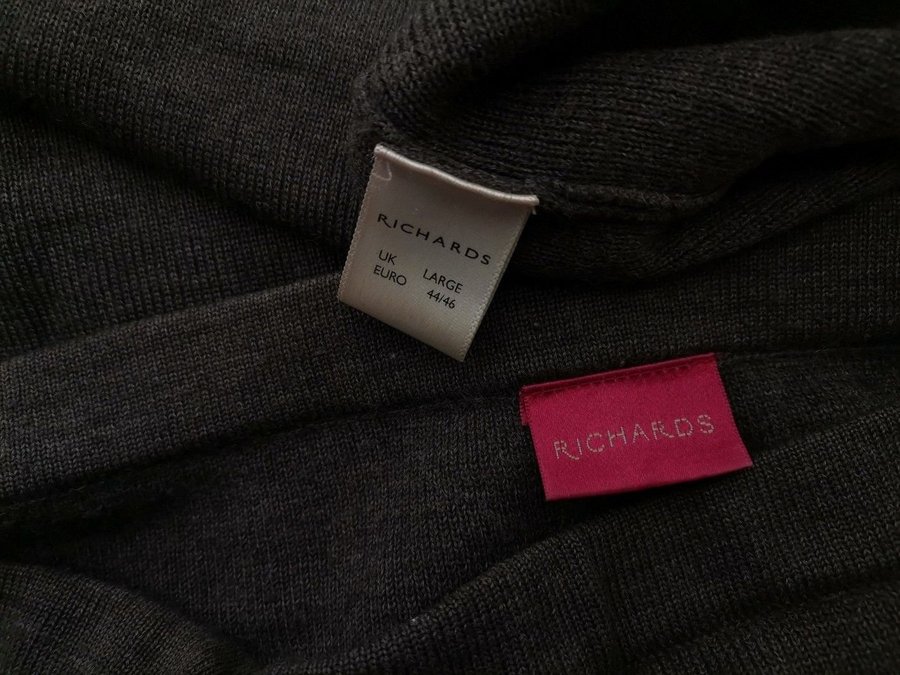 RICHARDS
UK LARGE
EURO 44/46
RICHARDS